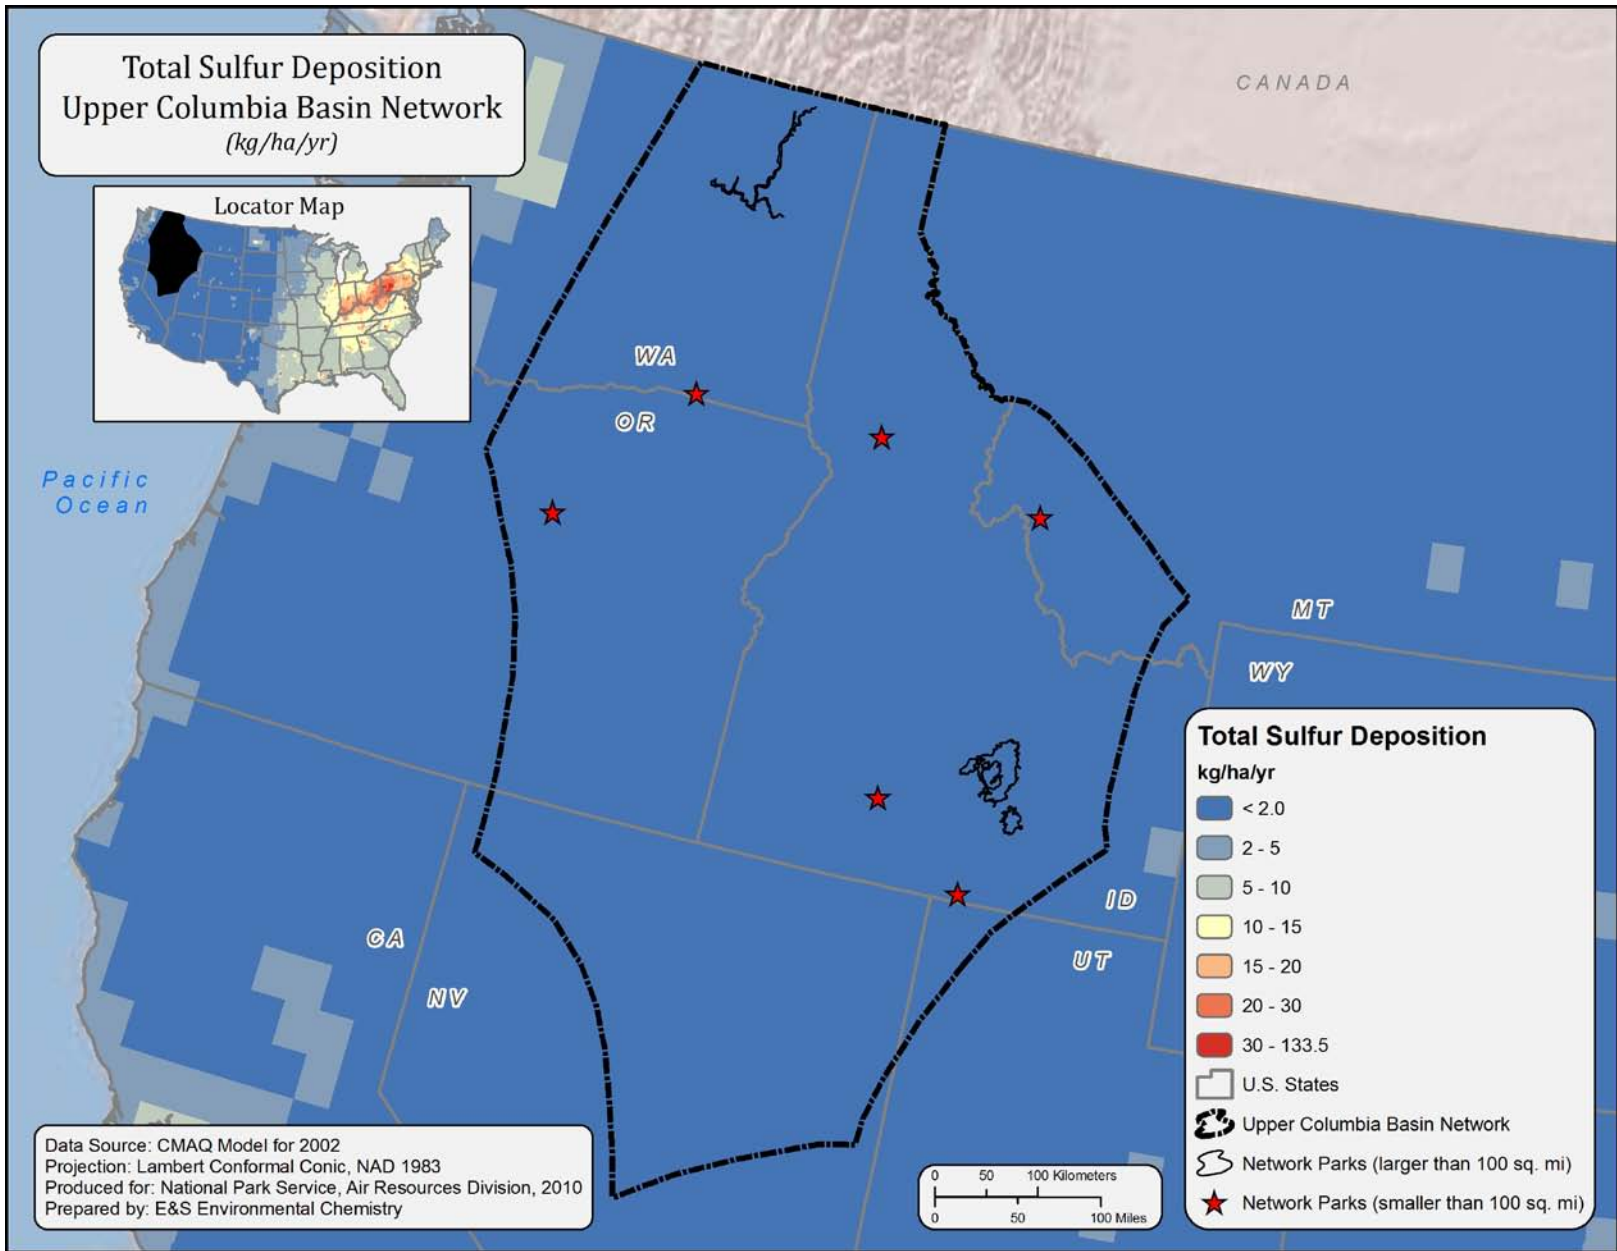 Total Sulfur Deposition
Upper Columbia Basin Network
(kg/ha/yr)
Locator Map
CANADA
WA
OR
Pacific
Ocean
MT
WY
CA
NV
ID
UT
Total Sulfur Deposition
kg/ha/yr
< 2.0
2 - 5
5 - 10
10 - 15
15 - 20
20 - 30
30 - 133.5
U.S. States
Upper Columbia Basin Network
Network Parks (larger than 100 sq. mi)
Network Parks (smaller than 100 sq. mi)
Data Source: CMAQ Model for 2002
Projection: Lambert Conformal Conic, NAD 1983
Produced for: National Park Service, Air Resources Division, 2010
Prepared by: E&S Environmental Chemistry
0 50 100 Kilometers
0 50 100 Miles